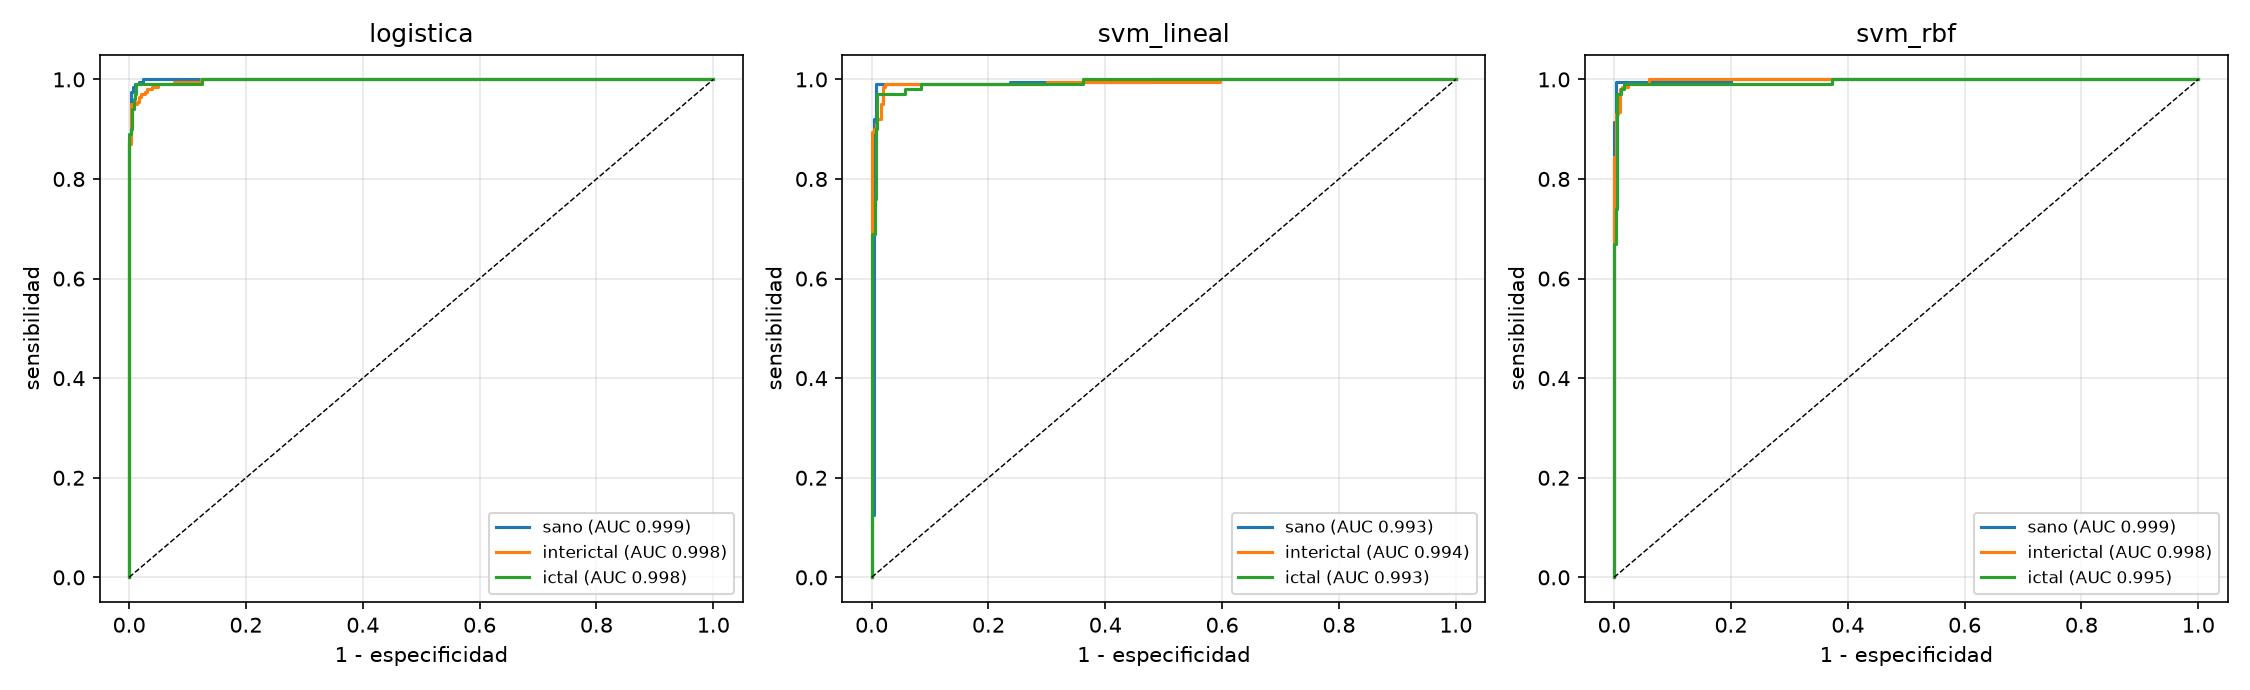 logistica
sensibilidad
1.0
0.8
0.6
0.4
0.2
0.0
sano (AUC 0.999)
interictal (AUC 0.998)
ictal (AUC 0.998)
0.0 0.2 0.4 0.6 0.8 1.0
1 - especificidad
svm_lineal
sensibilidad
1.0
0.8
0.6
0.4
0.2
0.0
sano (AUC 0.993)
interictal (AUC 0.994)
ictal (AUC 0.993)
0.0 0.2 0.4 0.6 0.8 1.0
1 - especificidad
svm_rbf
sensibilidad
1.0
0.8
0.6
0.4
0.2
0.0
sano (AUC 0.999)
interictal (AUC 0.998)
ictal (AUC 0.995)
0.0 0.2 0.4 0.6 0.8 1.0
1 - especificidad